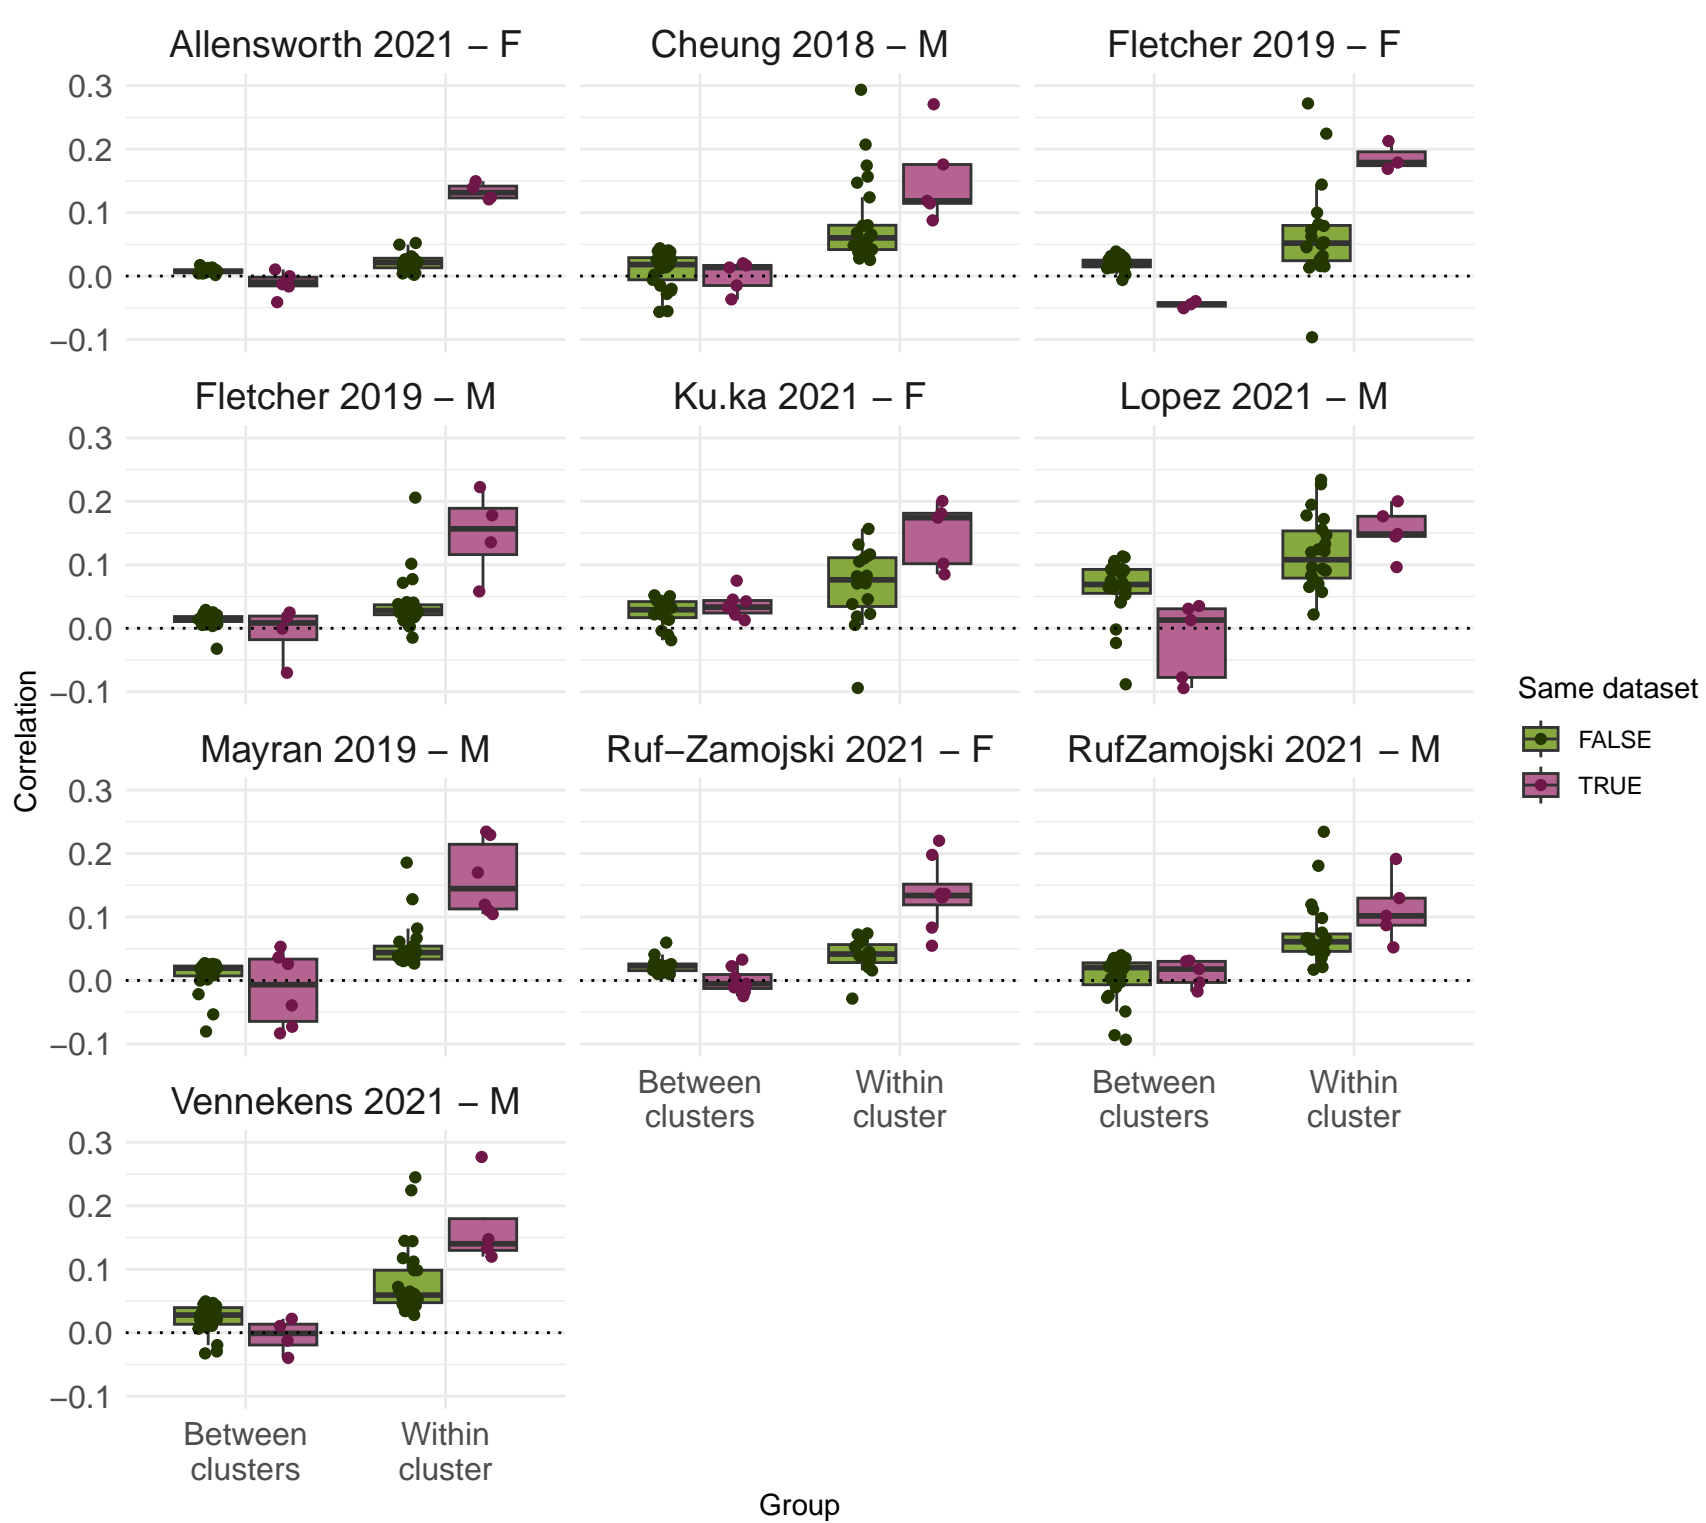 Allensworth 2021 – F
Cheung 2018 – M
Fletcher 2019 – F
0.3
0.2
0.1
0.0
−0.1
Fletcher 2019 – M
Ku.ka 2021 – F
Lopez 2021 – M
0.3
0.2
0.1
0.0
−0.1
Mayran 2019 – M
Ruf−Zamojski 2021 – F
RufZamojski 2021 – M
0.3
0.2
0.1
0.0
−0.1
Between
clusters
Within
cluster
Between
clusters
Within
cluster
Vennekens 2021 – M
0.3
0.2
0.1
0.0
−0.1
Between
clusters
Within
cluster
Group
Correlation
Same dataset
FALSE
TRUE